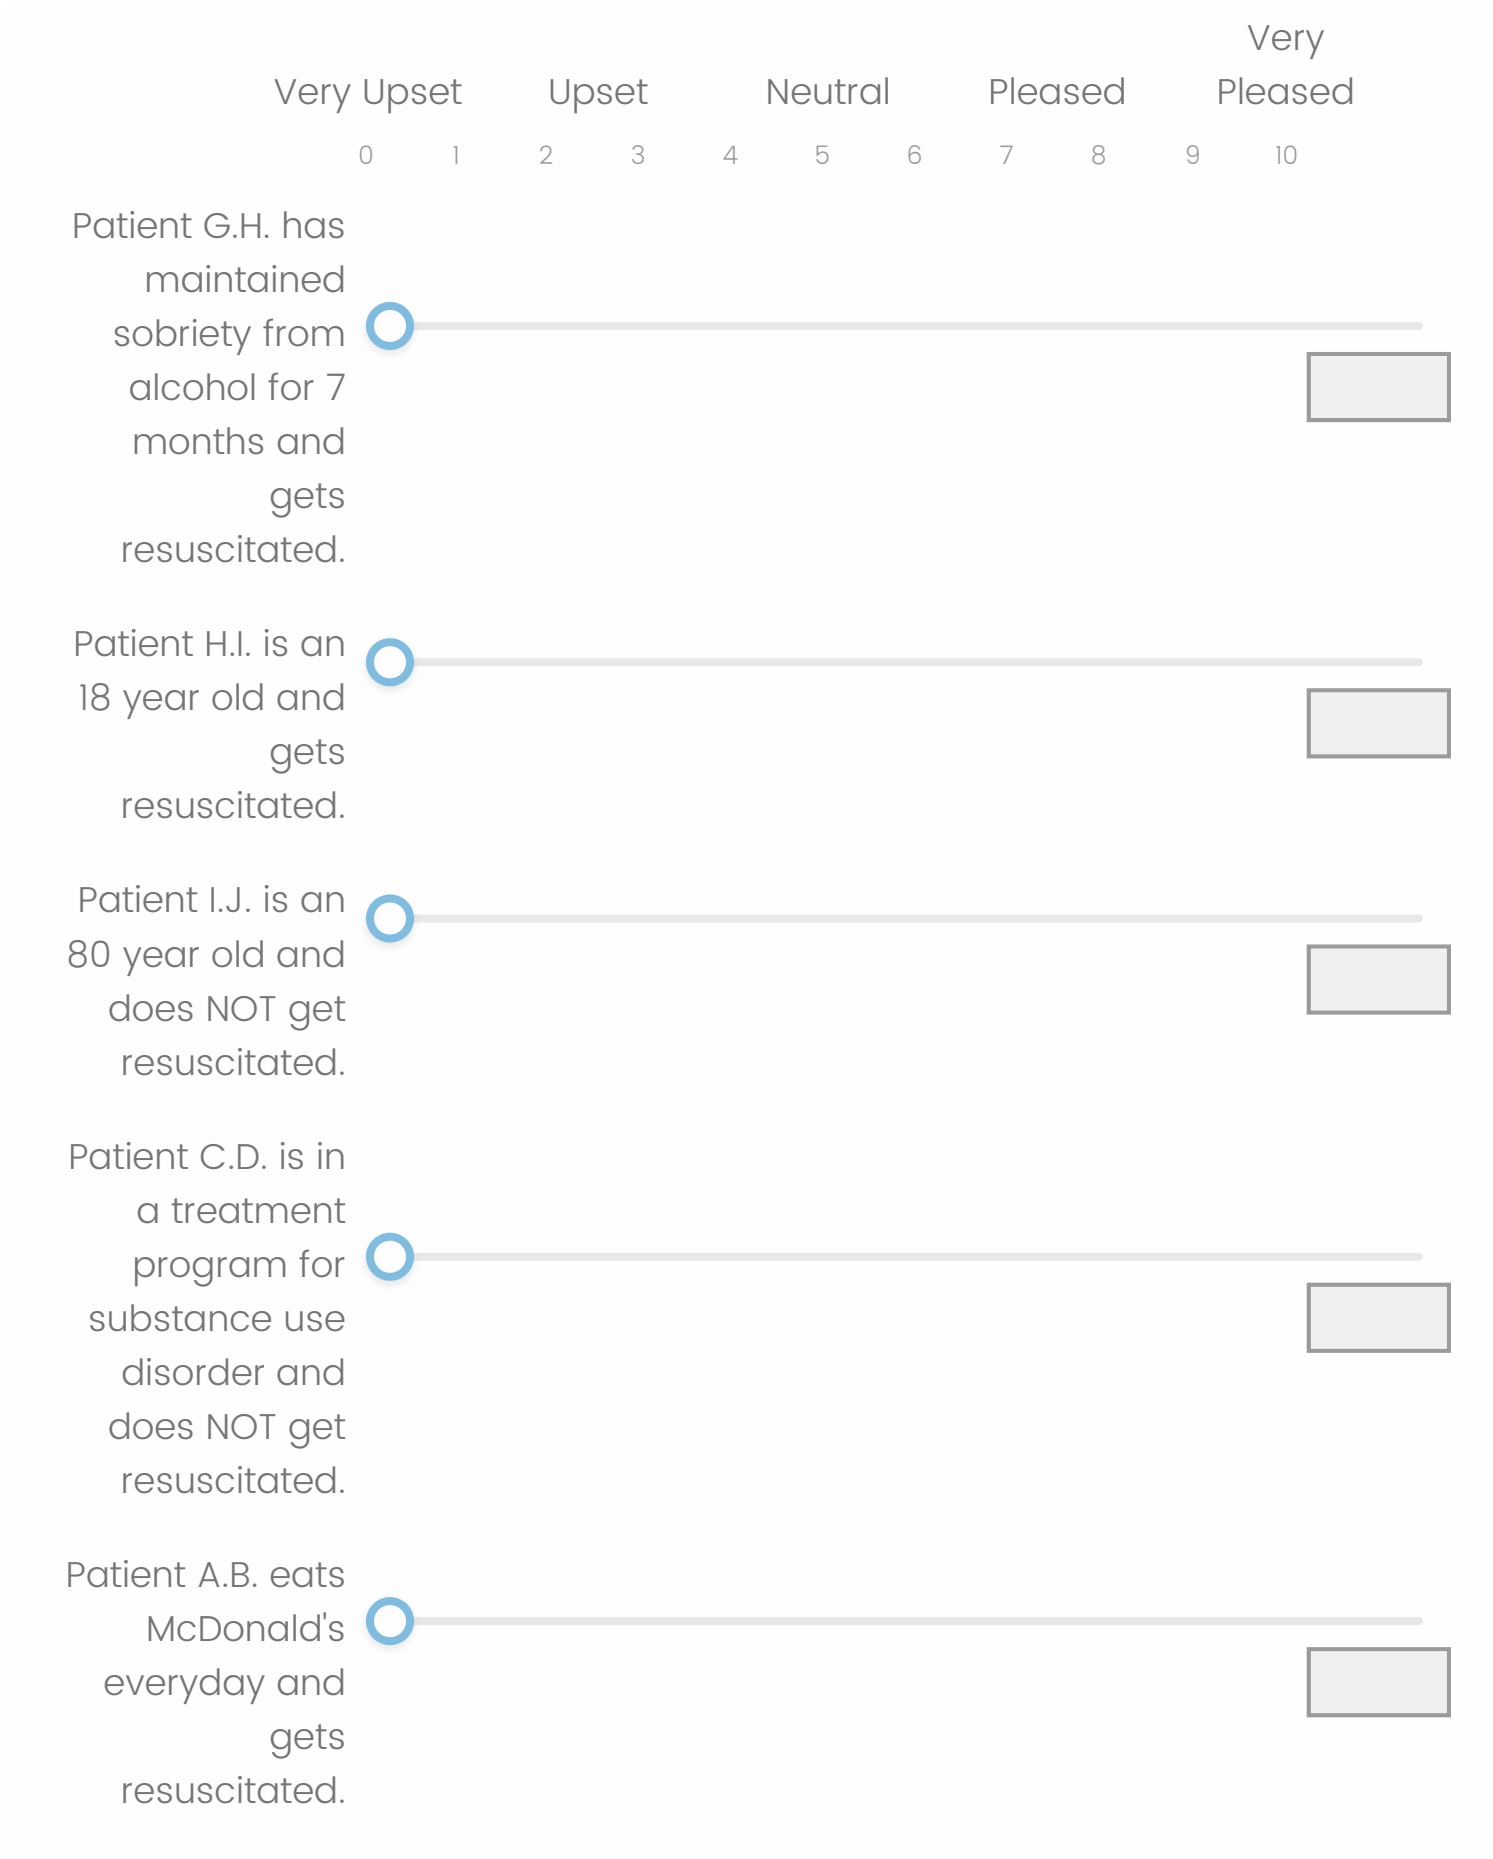 Very
Very Upset Upset Neutral Pleased Pleased
0 1 2 3 4 5 6 7 8 9 10
Patient G.H. has
maintained
sobriety from
alcohol for 7
months and
gets
resuscitated.
Patient H.I. is an
18 year old and
gets
resuscitated.
Patient I.J. is an
80 year old and
does NOT get
resuscitated.
Patient C.D. is in
a treatment
program for
substance use
disorder and
does NOT get
resuscitated.
Patient A.B. eats
McDonald's
everyday and
gets
resuscitated.